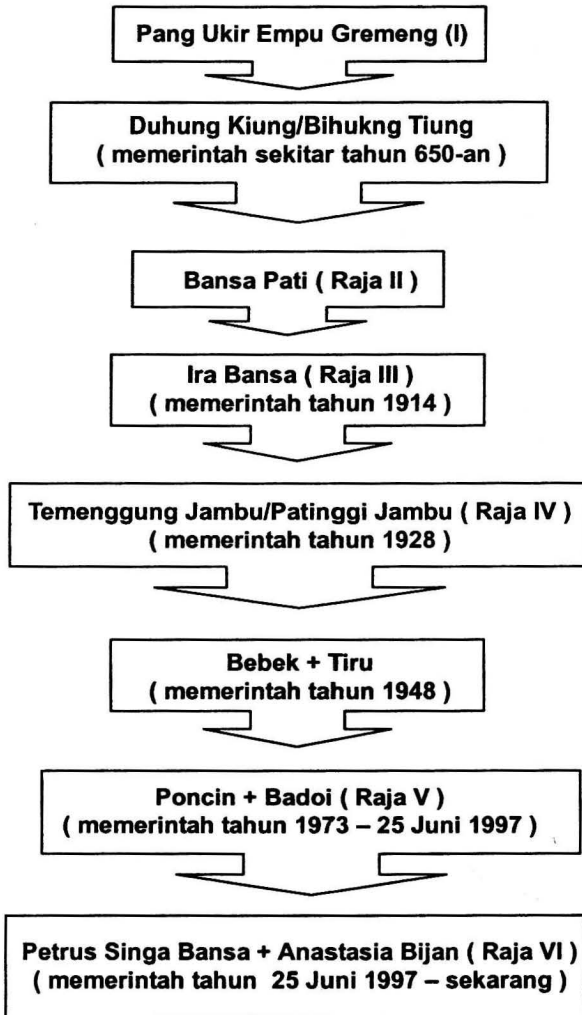 Pang Ukir Empu Gremeng (I)
Duhung Kiung/Bihukng Tiung
( memerintah sekitar tahun 650-an )
Bansa Pati ( Raja II )
Ira Bansa ( Raja III )
( memerintah tahun 1914 )
Temenggung Jambu/Patinggi Jambu ( Raja IV )
( memerintah tahun 1928 )
Bebek + Tiru
( memerintah tahun 1948 )
Poncin + Badoi ( Raja V )
( memerintah tahun 1973 – 25 Juni 1997 )
Petrus Singa Bansa + Anastasia Bijan ( Raja VI )
( memerintah tahun 25 Juni 1997 – sekarang )